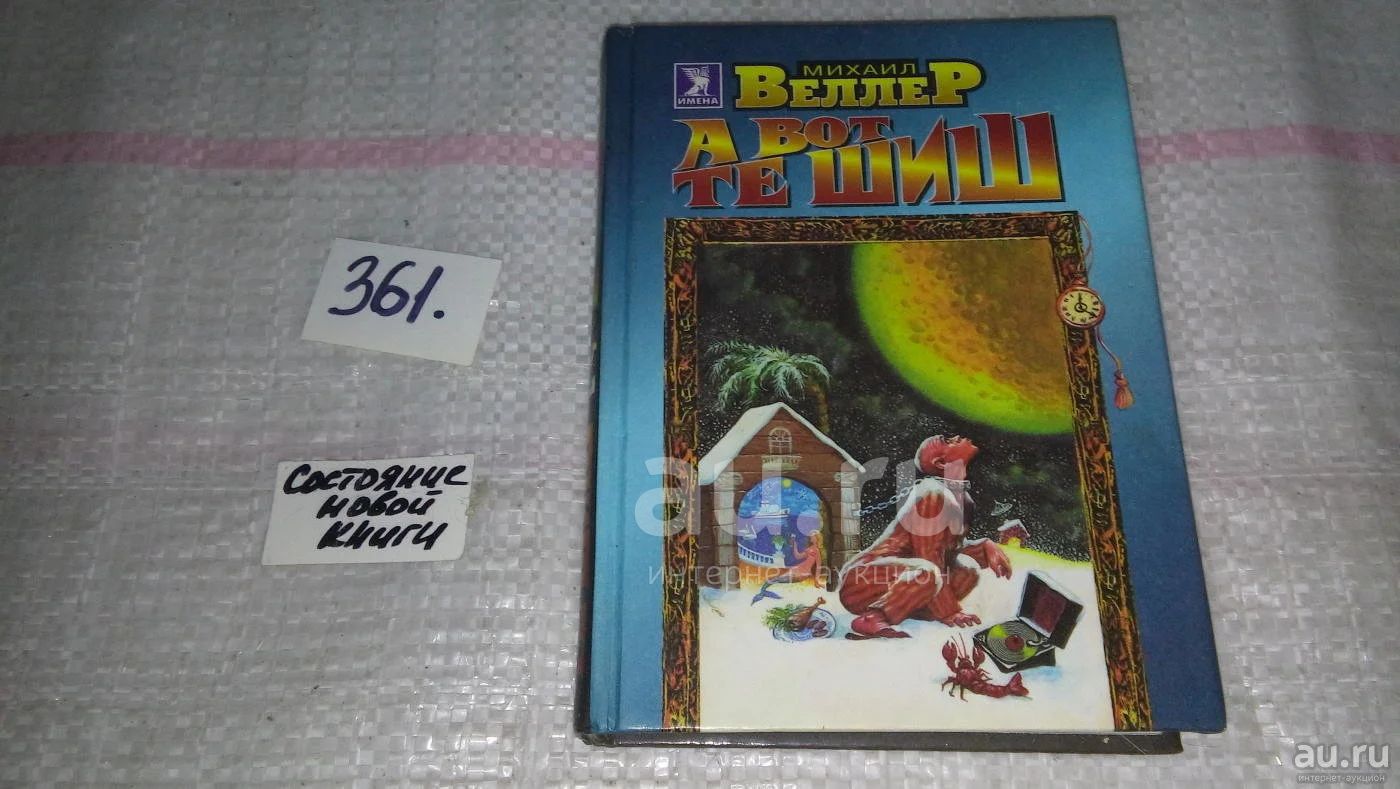 МИХАИЛ
ВЕЛЛЕР
ИМЕНА
А ВОТ
ТЕ ШИШ
361.
Состояние
новой
книги
au.ru
интернет-аукцион
au.ru
интернет-аукцион